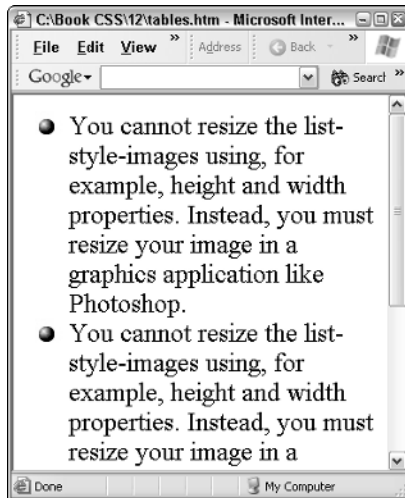 C:\Book CSS\12\tables.htm - Microsoft Inter...
File Edit View » Address Back »
Google Search »
You cannot resize the list-
style-images using, for
example, height and width
properties. Instead, you must
resize your image in a
graphics application like
Photoshop.
You cannot resize the list-
style-images using, for
example, height and width
properties. Instead, you must
resize your image in a
Done My Computer